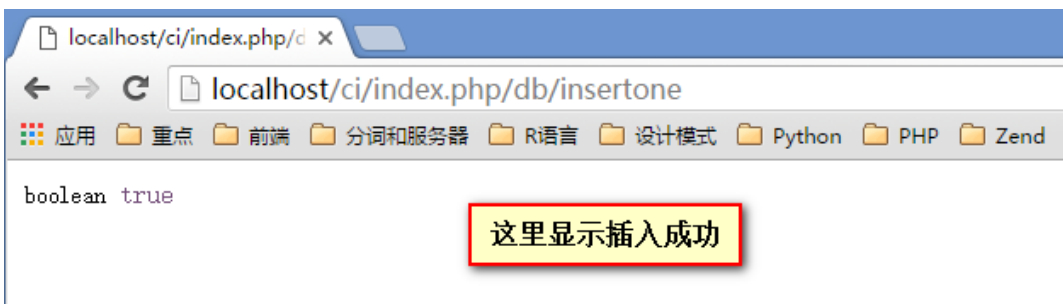 localhost/ci/index.php/d
localhost/ci/index.php/db/insertone
应用 重点 前端 分词和服务器 R语言 设计模式 Python PHP Zend
boolean true
这里显示插入成功